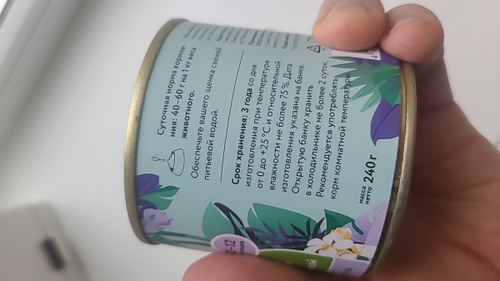 Суточная норма кормле-
ния: 40–60 г на 1 кг веса
животного.
Обеспечьте вашего щенка свежей
питьевой водой.
Срок хранения: 3 года со дня
изготовления при температуре
от 0 до +25 °C и относительной
влажности не более 75%. Дата
изготовления указана на банке.
Открытую банку хранить
в холодильнике не более 2 суток.
Рекомендуется употреблять
корм комнатной температуры.
масса
нетто
240 г